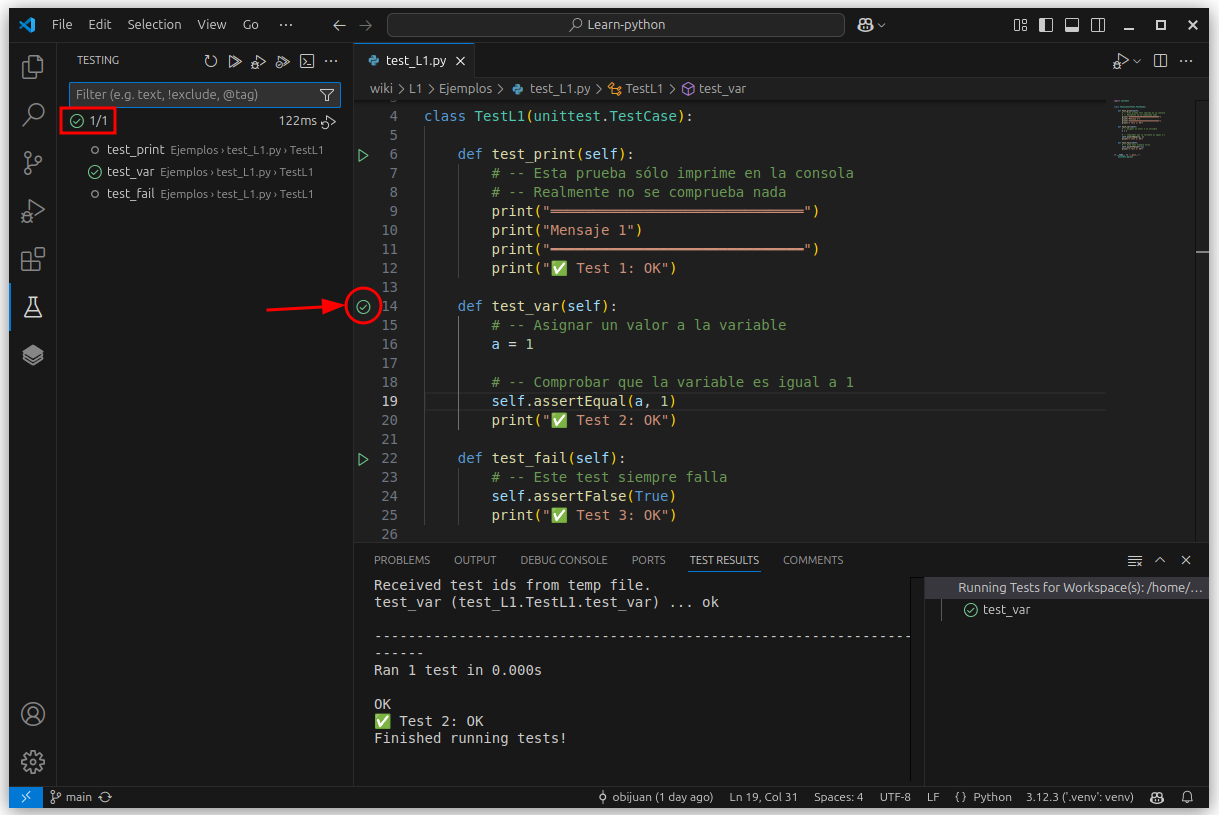 File Edit Selection View Go ··· Learn-python
TESTING
Filter (e.g. text, !exclude, @tag)
1/1 122ms
test_print Ejemplos › test_L1.py › TestL1
test_var Ejemplos › test_L1.py › TestL1
test_fail Ejemplos › test_L1.py › TestL1
test_L1.py
wiki > L1 > Ejemplos > test_L1.py > TestL1 > test_var
4 class TestL1(unittest.TestCase):
5
6 def test_print(self):
7 # -- Esta prueba sólo imprime en la consola
8 # -- Realmente no se comprueba nada
9 print("══════════════════════════════")
10 print("Mensaje 1")
11 print("══════════════════════════════")
12 print("✅ Test 1: OK")
13
14 def test_var(self):
15 # -- Asignar un valor a la variable
16 a = 1
17
18 # -- Comprobar que la variable es igual a 1
19 self.assertEqual(a, 1)
20 print("✅ Test 2: OK")
21
22 def test_fail(self):
23 # -- Este test siempre falla
24 self.assertFalse(True)
25 print("✅ Test 3: OK")
26
PROBLEMS OUTPUT DEBUG CONSOLE PORTS TEST RESULTS COMMENTS
Received test ids from temp file.
test_var (test_L1.TestL1.test_var) ... ok
----------------------------------------------------------------
------
Ran 1 test in 0.000s
OK
✅ Test 2: OK
Finished running tests!
Running Tests for Workspace(s): /home/...
test_var
main obijuan (1 day ago) Ln 19, Col 31 Spaces: 4 UTF-8 LF {} Python 3.12.3 ('.venv': venv)